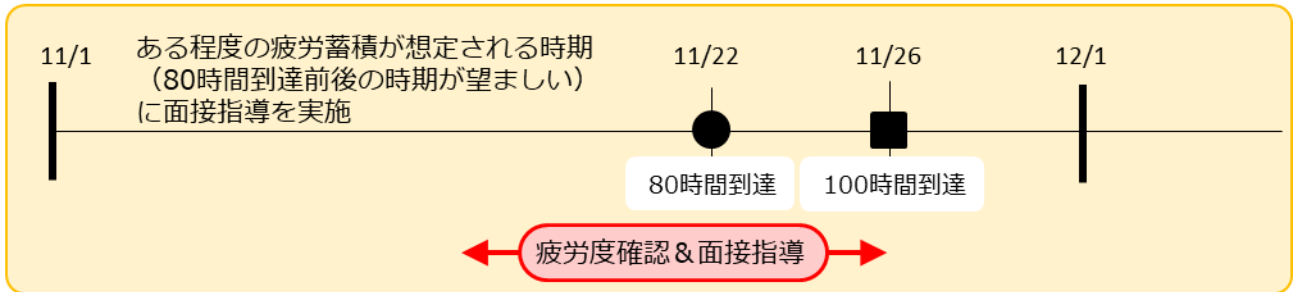 11/1
ある程度の疲労蓄積が想定される時期
（80時間到達前後の時期が望ましい）
に面接指導を実施
11/22
11/26
12/1
80時間到達
100時間到達
疲労度確認＆面接指導